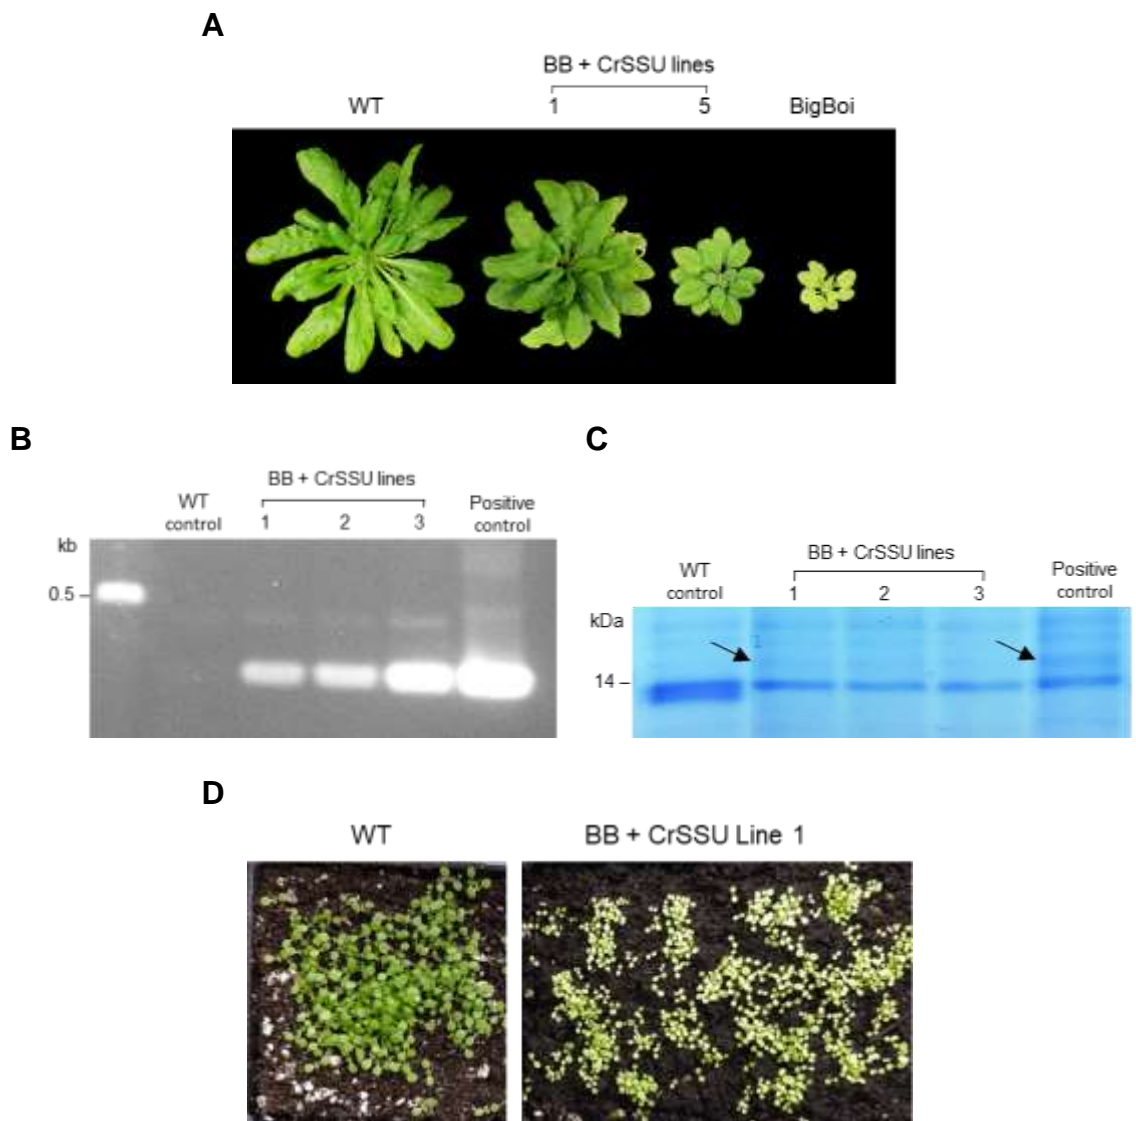 A
BB + CrSSU lines
WT 1 5 BigBoi
B
BB + CrSSU lines
WT control 1 2 3 Positive control
kb
0.5
C
BB + CrSSU lines
WT control 1 2 3 Positive control
kDa
14
D
WT BB + CrSSU Line 1